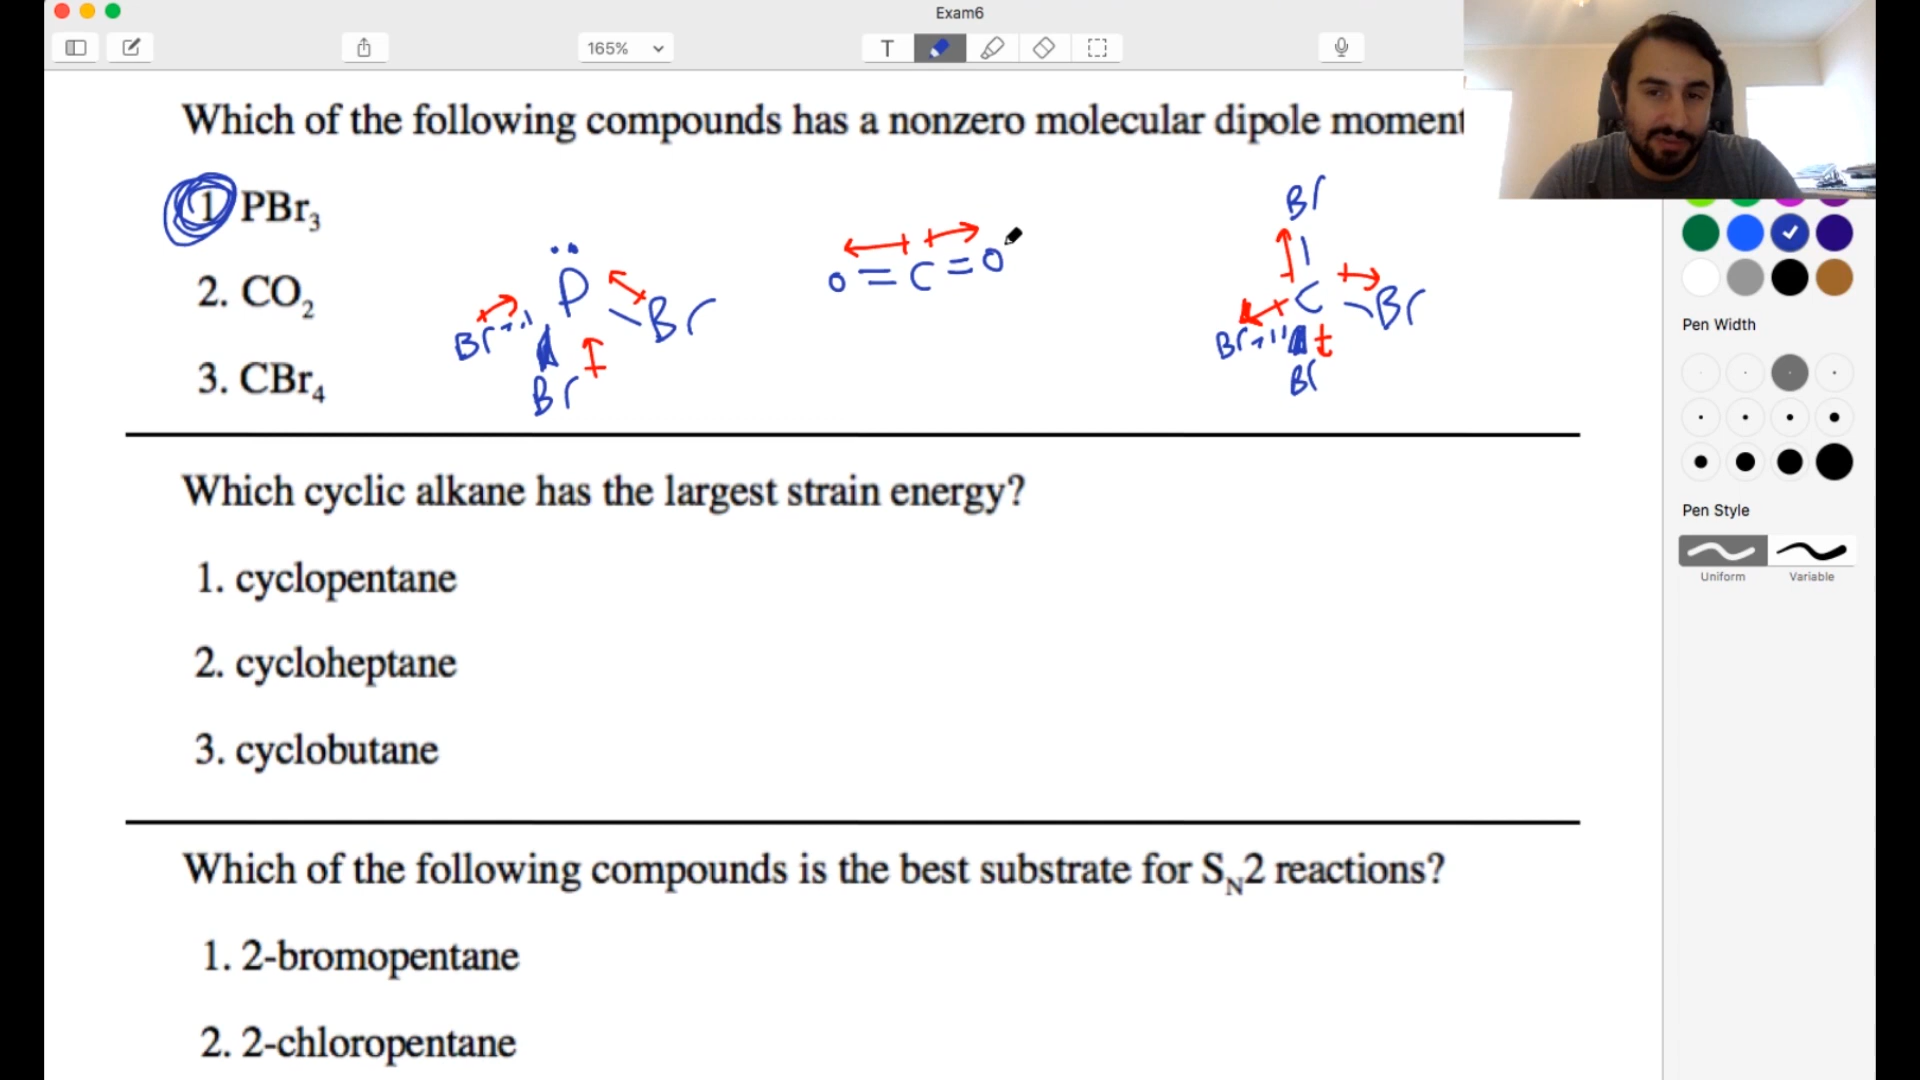 Exam6
165%
T
Which of the following compounds has a nonzero molecular dipole moment
1. PBr3
2. CO2
3. CBr4
P
Br
Br
Br
O=C=O
Br
C
Br
Br
Br
Which cyclic alkane has the largest strain energy?
1. cyclopentane
2. cycloheptane
3. cyclobutane
Which of the following compounds is the best substrate for SN2 reactions?
1. 2-bromopentane
2. 2-chloropentane
Pen Width
Pen Style
Uniform
Variable